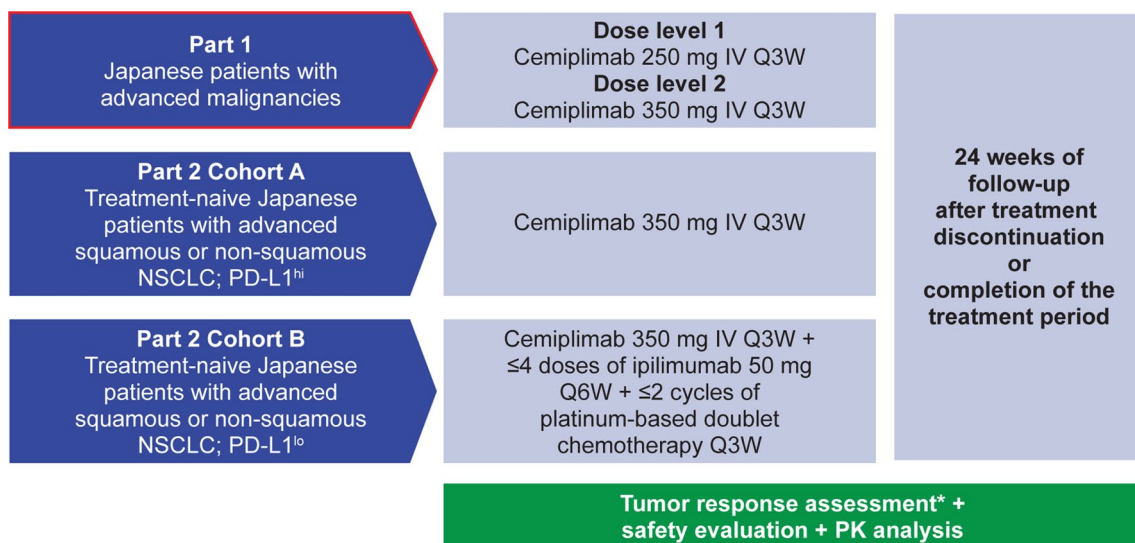 Part 1
Japanese patients with
advanced malignancies
Dose level 1
Cemiplimab 250 mg IV Q3W
Dose level 2
Cemiplimab 350 mg IV Q3W
Part 2 Cohort A
Treatment-naive Japanese
patients with advanced
squamous or non-squamous
NSCLC; PD-L1ʰⁱ
Cemiplimab 350 mg IV Q3W
Part 2 Cohort B
Treatment-naive Japanese
patients with advanced
squamous or non-squamous
NSCLC; PD-L1ˡᵒ
Cemiplimab 350 mg IV Q3W +
≤4 doses of ipilimumab 50 mg
Q6W + ≤2 cycles of
platinum-based doublet
chemotherapy Q3W
24 weeks of
follow-up
after treatment
discontinuation
or
completion of the
treatment period
Tumor response assessment* +
safety evaluation + PK analysis